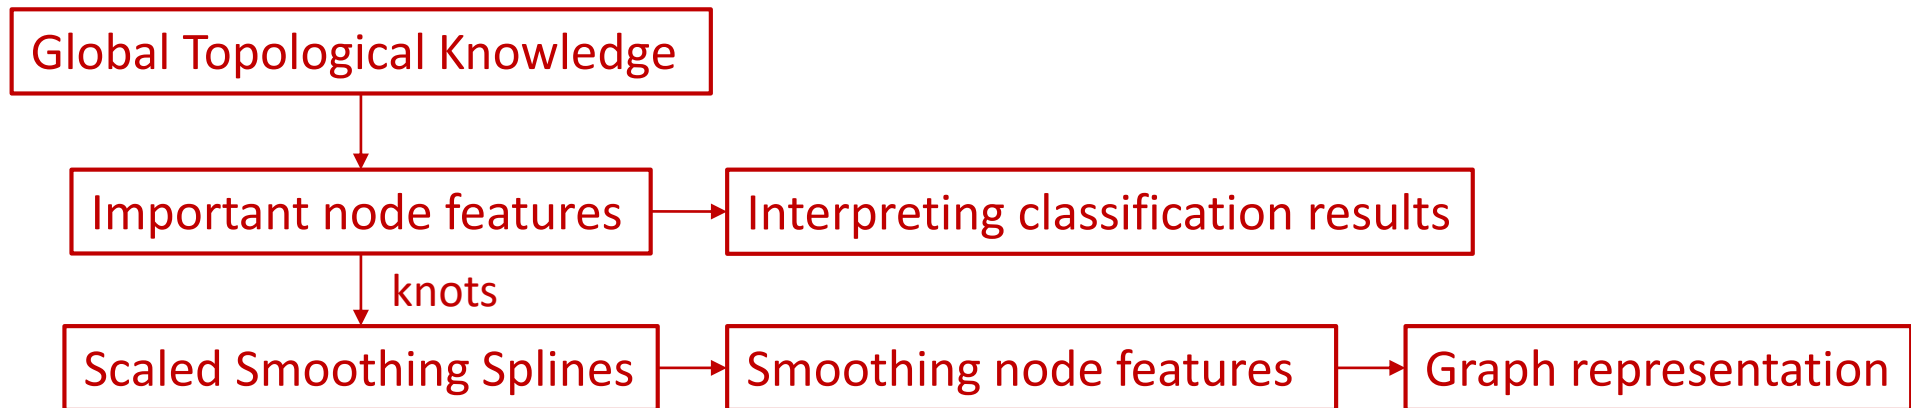 Global Topological Knowledge
Important node features
Interpreting classification results
knots
Scaled Smoothing Splines
Smoothing node features
Graph representation